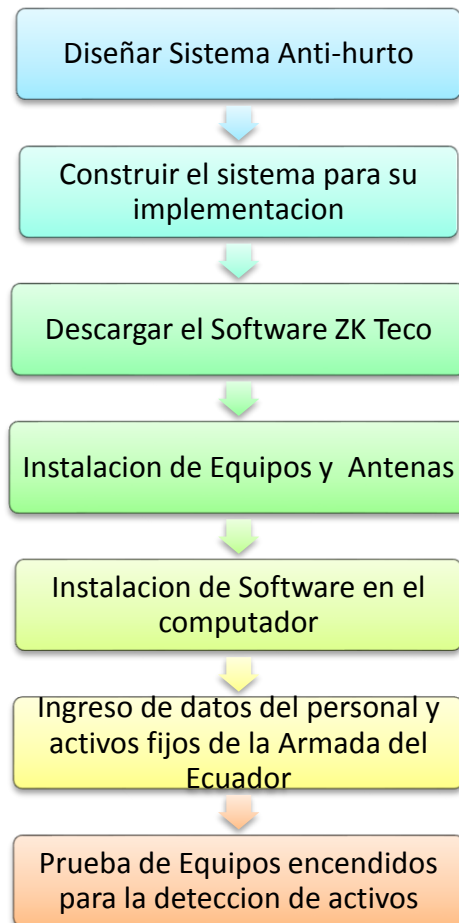 Diseñar Sistema Anti-hurto
Construir el sistema para su
implementacion
Descargar el Software ZK Teco
Instalacion de Equipos y Antenas
Instalacion de Software en el
computador
Ingreso de datos del personal y
activos fijos de la Armada del
Ecuador
Prueba de Equipos encendidos
para la deteccion de activos